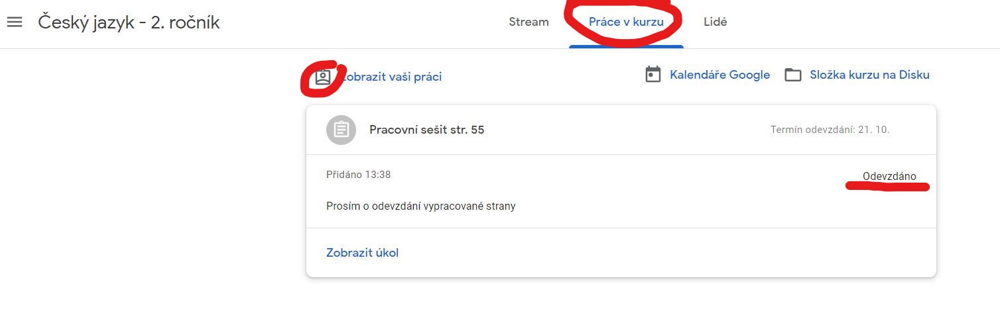 Český jazyk - 2. ročník
Stream
Práce v kurzu
Lidé
Zobrazit vaši práci
Kalendáře Google
Složka kurzu na Disku
Pracovní sešit str. 55
Termín odevzdání: 21. 10.
Přidáno 13:38
Odevzdáno
Prosím o odevzdání vypracované strany
Zobrazit úkol